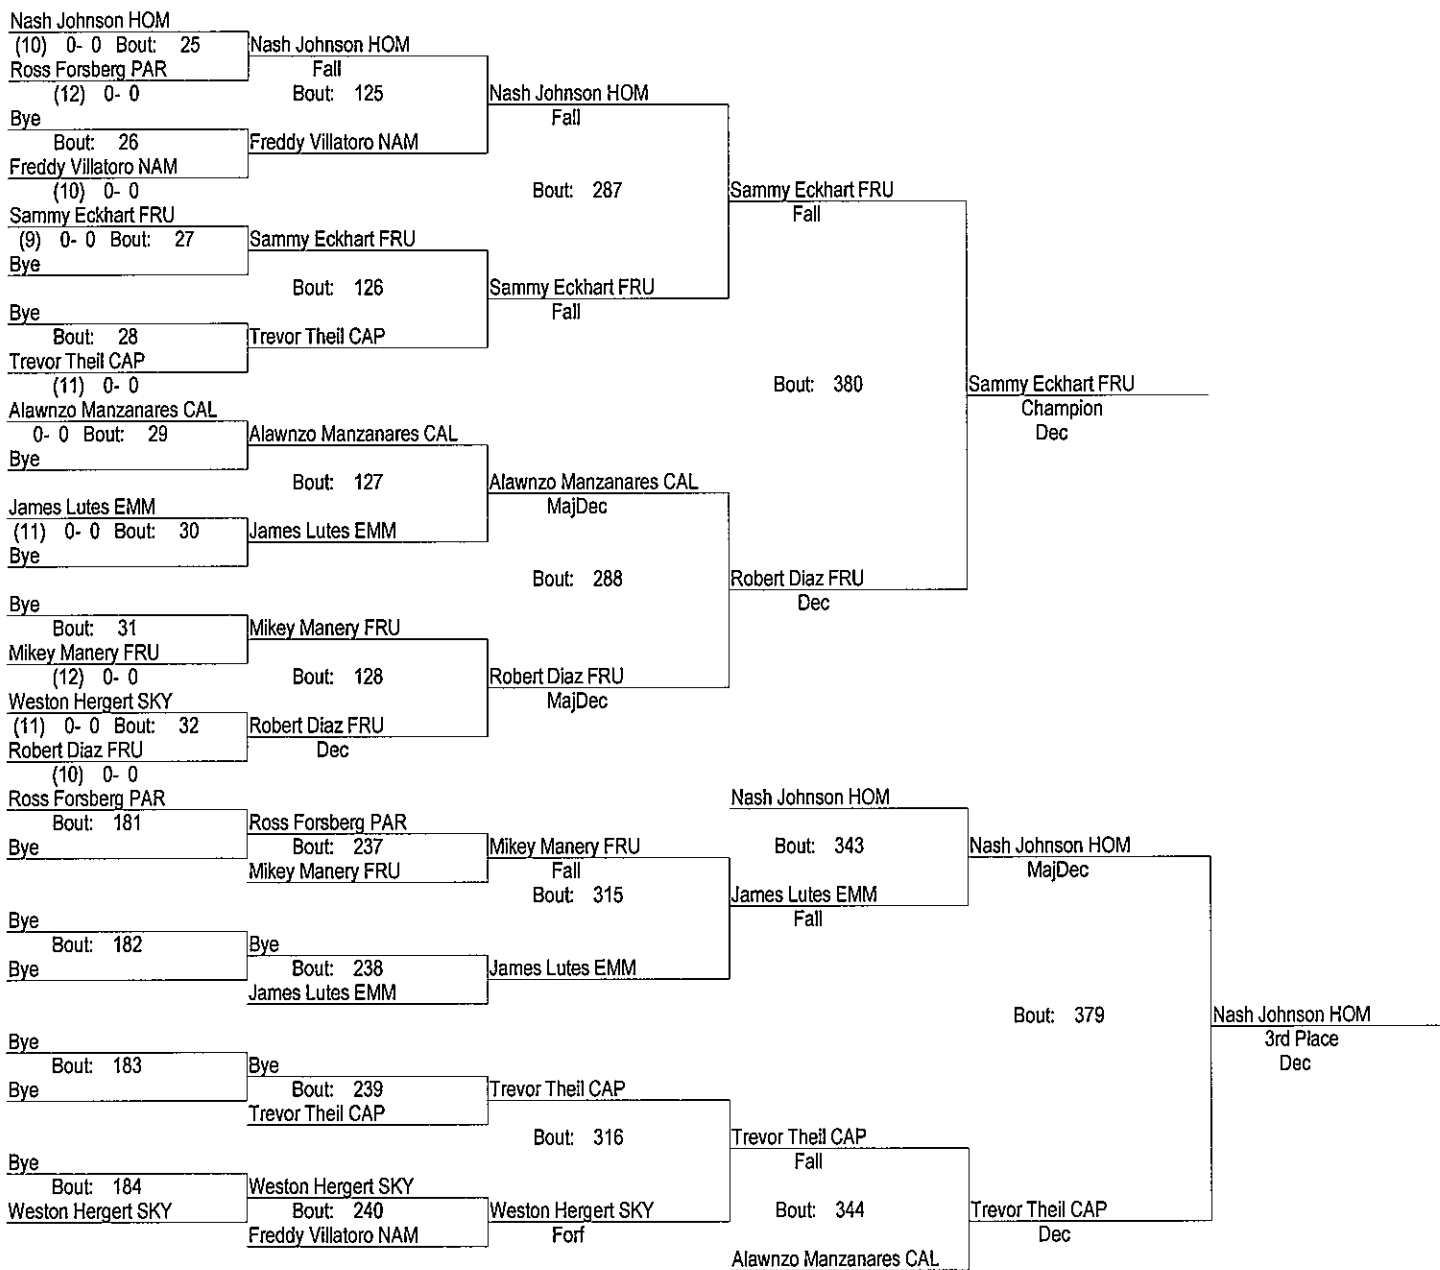 Nash Johnson HOM
(10) 0- 0 Bout: 25
Ross Forsberg PAR
(12) 0- 0
Bye
Bout: 26
Freddy Villatoro NAM
(10) 0- 0
Sammy Eckhart FRU
(9) 0- 0 Bout: 27
Bye
Bye
Bout: 28
Trevor Theil CAP
(11) 0- 0
Alawnzo Manzanares CAL
0- 0 Bout: 29
Bye
James Lutes EMM
(11) 0- 0 Bout: 30
Bye
Bye
Bout: 31
Mikey Manery FRU
(12) 0- 0
Weston Hergert SKY
(11) 0- 0 Bout: 32
Robert Diaz FRU
(10) 0- 0
Nash Johnson HOM
Fall
Bout: 125
Freddy Villatoro NAM
Sammy Eckhart FRU
Bout: 126
Trevor Theil CAP
Alawnzo Manzanares CAL
Bout: 127
James Lutes EMM
Mikey Manery FRU
Bout: 128
Robert Diaz FRU
Dec
Nash Johnson HOM
Fall
Bout: 287
Sammy Eckhart FRU
Fall
Alawnzo Manzanares CAL
MajDec
Bout: 288
Robert Diaz FRU
MajDec
Sammy Eckhart FRU
Fall
Bout: 380
Robert Diaz FRU
Dec
Sammy Eckhart FRU
Champion
Dec
Ross Forsberg PAR
Bout: 181
Bye
Bye
Bout: 182
Bye
Bye
Bout: 183
Bye
Bye
Bout: 184
Weston Hergert SKY
Ross Forsberg PAR
Bout: 237
Mikey Manery FRU
Bye
Bout: 238
James Lutes EMM
Bye
Bout: 239
Trevor Theil CAP
Weston Hergert SKY
Bout: 240
Freddy Villatoro NAM
Mikey Manery FRU
Fall
Bout: 315
James Lutes EMM
Trevor Theil CAP
Bout: 316
Weston Hergert SKY
Forf
Nash Johnson HOM
Bout: 343
James Lutes EMM
Fall
Trevor Theil CAP
Fall
Bout: 344
Alawnzo Manzanares CAL
Nash Johnson HOM
MajDec
Bout: 379
Trevor Theil CAP
Dec
Nash Johnson HOM
3rd Place
Dec